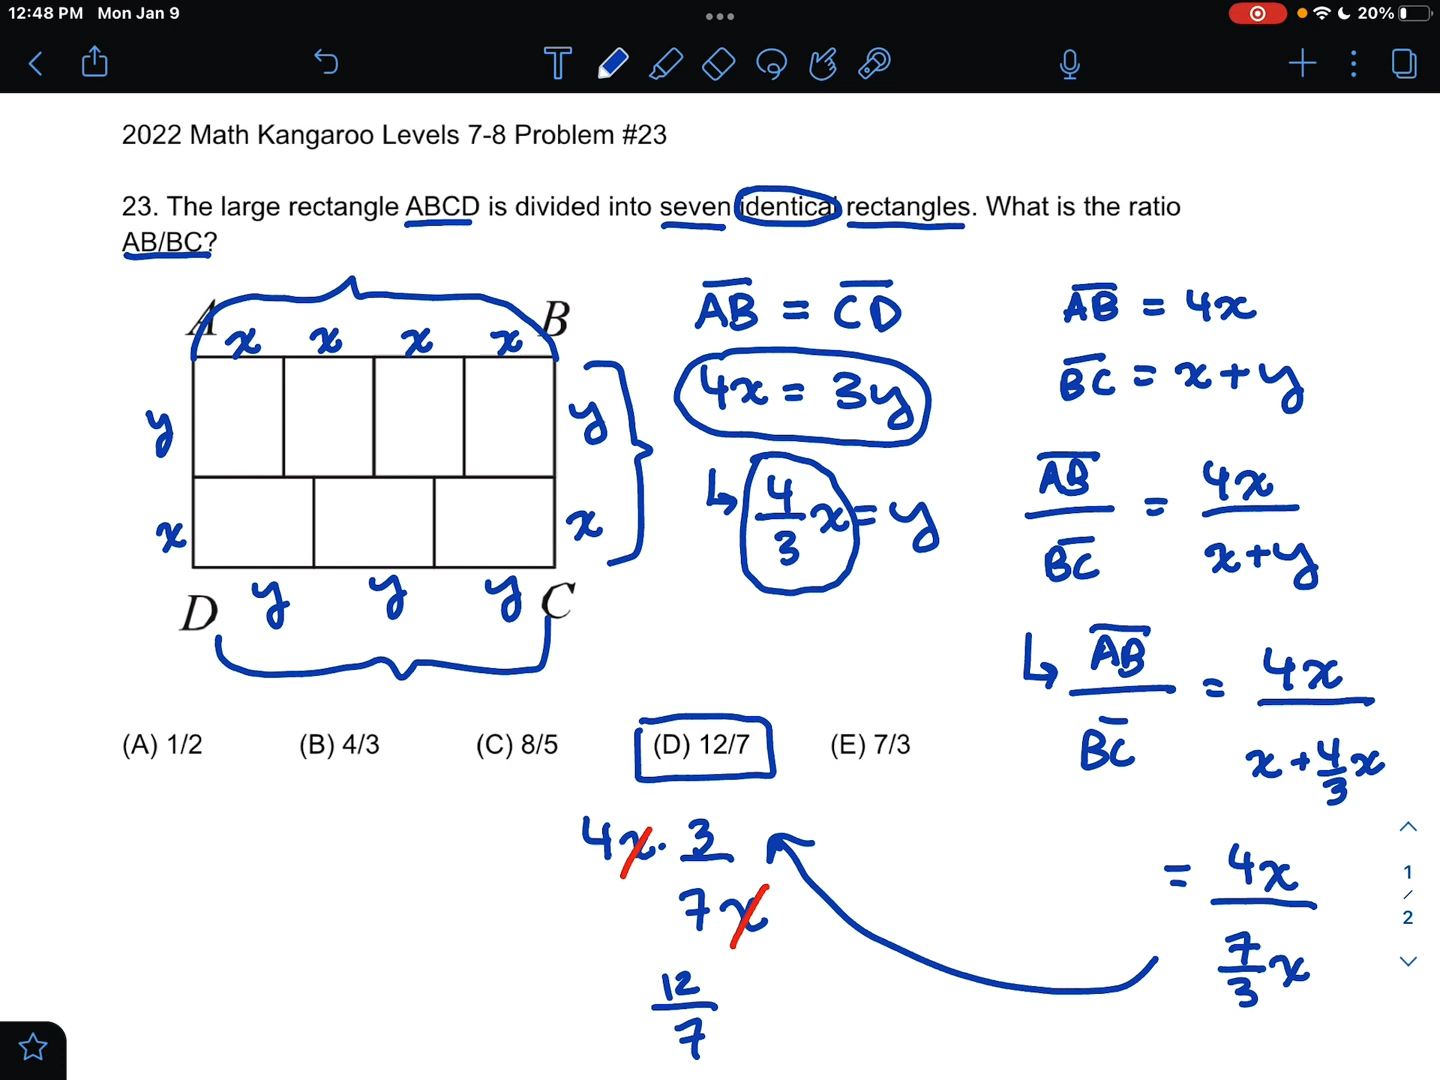 12:48 PM Mon Jan 9
20%
T
2022 Math Kangaroo Levels 7-8 Problem #23
23. The large rectangle ABCD is divided into seven identical rectangles. What is the ratio
AB/BC?
A B
x x x x
y y
x x
D C
y y y
AB = CD
4x = 3y
↳ 4/3 x = y
AB = 4x
BC = x + y
AB/BC = 4x/(x+y)
↳ AB/BC = 4x/(x + 4/3 x)
= 4x/(7/3 x)
(A) 1/2 (B) 4/3 (C) 8/5 (D) 12/7 (E) 7/3
4x · 3/7x
12/7
1
/
2